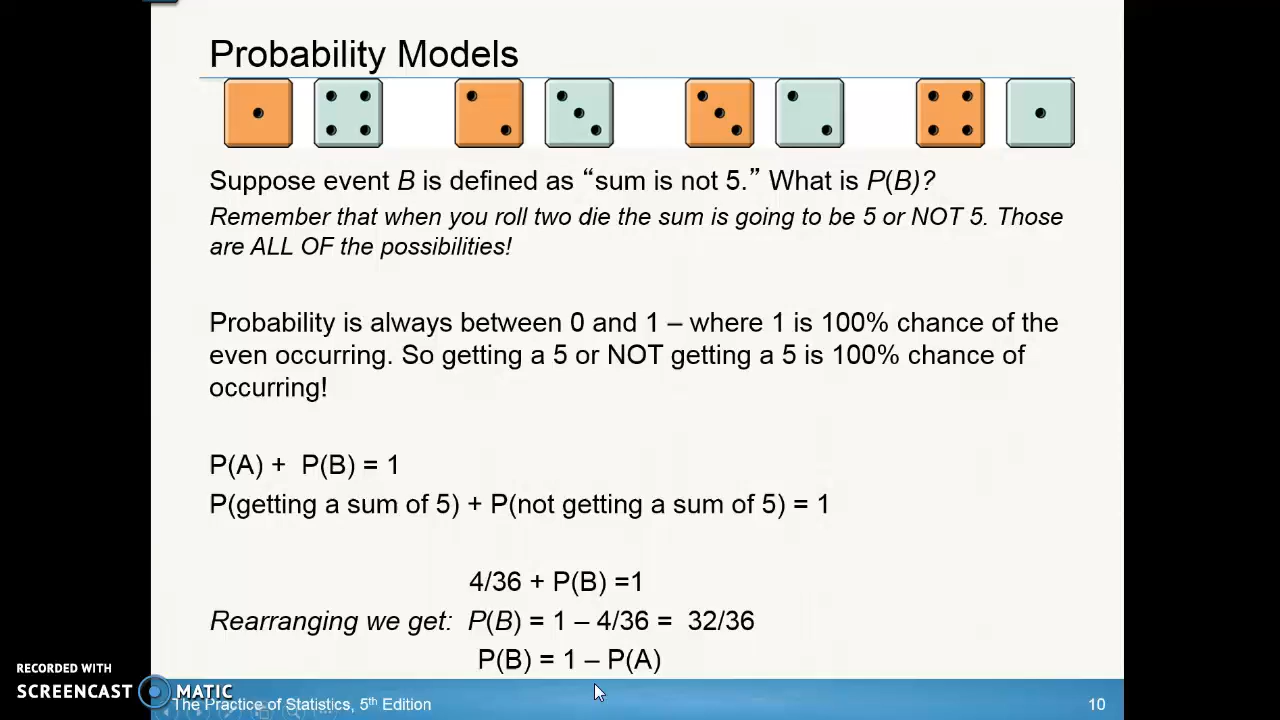 Probability Models
Suppose event B is defined as “sum is not 5.” What is P(B)?
Remember that when you roll two die the sum is going to be 5 or NOT 5. Those
are ALL OF the possibilities!
Probability is always between 0 and 1 – where 1 is 100% chance of the
even occurring. So getting a 5 or NOT getting a 5 is 100% chance of
occurring!
P(A) + P(B) = 1
P(getting a sum of 5) + P(not getting a sum of 5) = 1
4/36 + P(B) =1
Rearranging we get: P(B) = 1 – 4/36 = 32/36
P(B) = 1 – P(A)
RECORDED WITH
SCREENCAST MATIC
The Practice of Statistics, 5th Edition
10